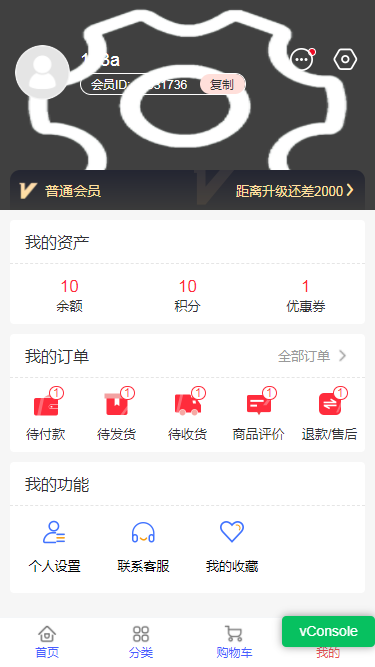 会员ID:
1736
复制
普通会员
距离升级还差2000
我的资产
10
10
1
余额
积分
优惠券
我的订单
全部订单
1
1
1
1
1
待付款
待发货
待收货
商品评价
退款/售后
我的功能
个人设置
联系客服
我的收藏
vConsole
首页
分类
购物车
我的